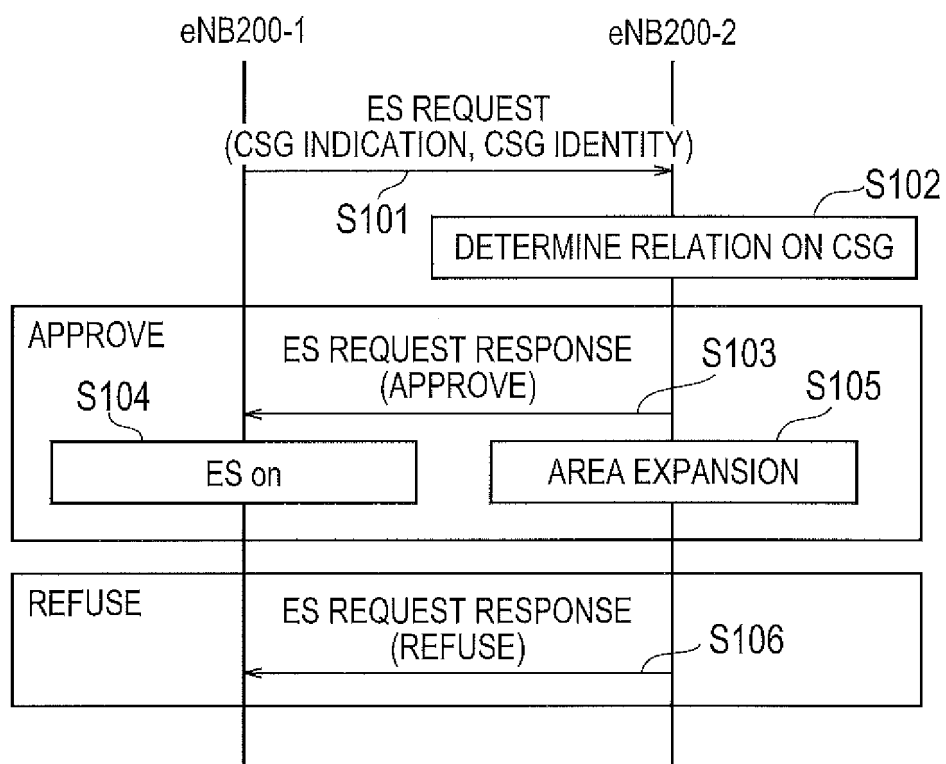 eNB200-1
eNB200-2
ES REQUEST
(CSG INDICATION, CSG IDENTITY)
S101
S102
DETERMINE RELATION ON CSG
APPROVE
ES REQUEST RESPONSE
(APPROVE)
S103
S104
S105
ES on
AREA EXPANSION
REFUSE
ES REQUEST RESPONSE
(REFUSE)
S106